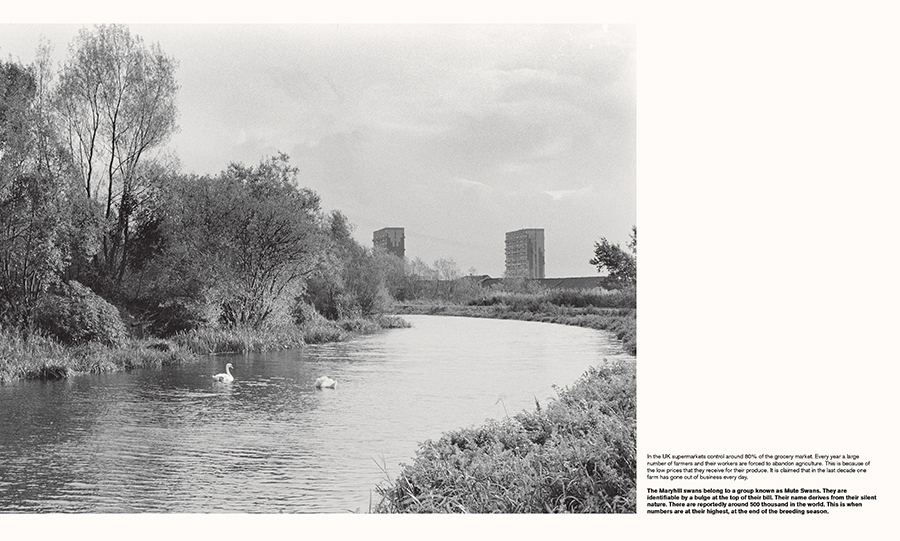 In the UK supermarkets control around 80% of the grocery market. Every year a large
number of farmers and their workers are forced to abandon agriculture. This is because of
the low prices that they receive for their produce. It is claimed that in the last decade one
farm has gone out of business every day.
The Maryhill swans belong to a group known as Mute Swans. They are
identifiable by a bulge at the top of their bill. Their name derives from their silent
nature. There are reportedly around 500 thousand in the world. This is when
numbers are at their highest, at the end of the breeding season.